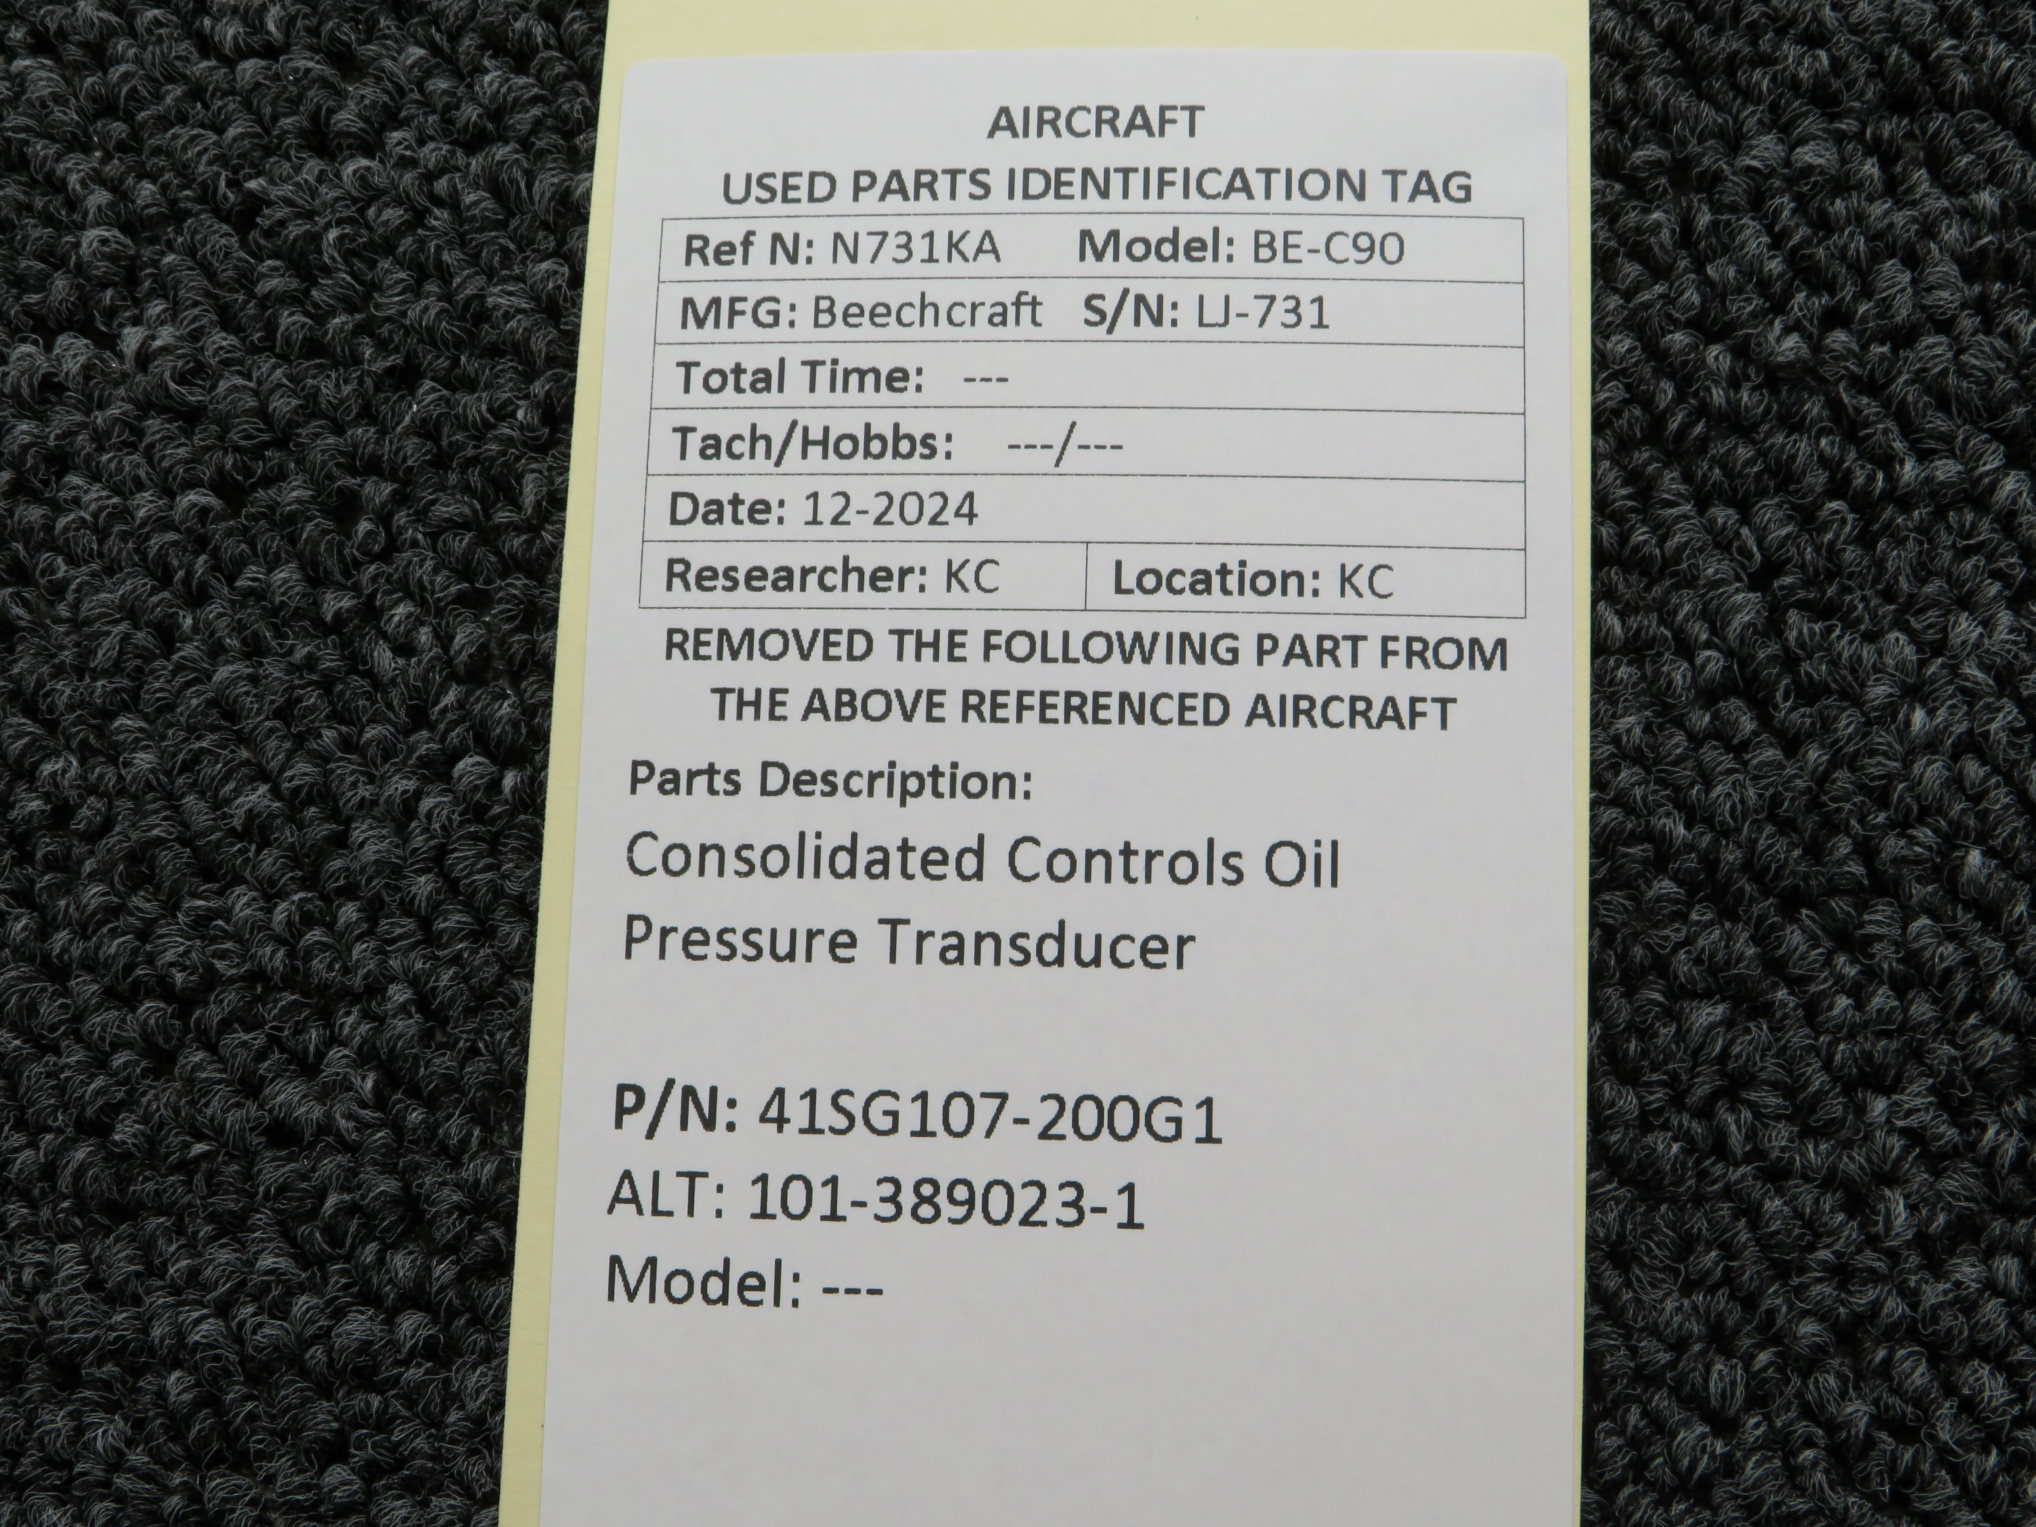 AIRCRAFT
USED PARTS IDENTIFICATION TAG
Ref N: N731KA Model: BE-C90
MFG: Beechcraft S/N: LJ-731
Total Time: ---
Tach/Hobbs: ---/---
Date: 12-2024
Researcher: KC Location: KC
REMOVED THE FOLLOWING PART FROM
THE ABOVE REFERENCED AIRCRAFT
Parts Description:
Consolidated Controls Oil
Pressure Transducer
P/N: 41SG107-200G1
ALT: 101-389023-1
Model: ---